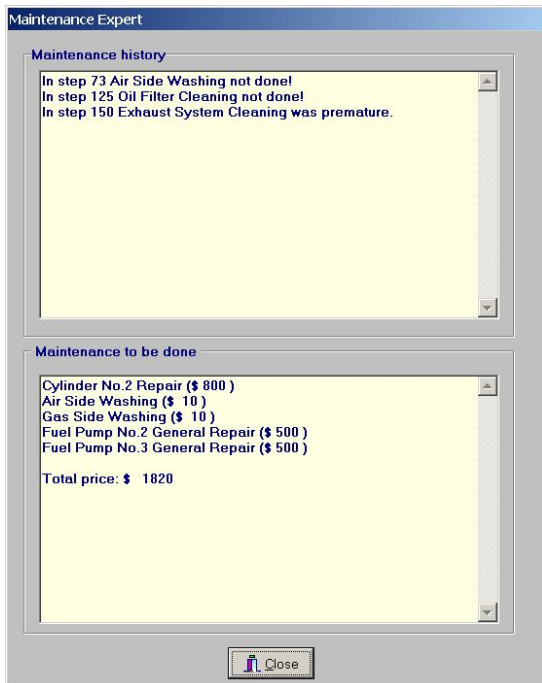 Maintenance Expert
Maintenance history
In step 73 Air Side Washing not done!
In step 125 Oil Filter Cleaning not done!
In step 150 Exhaust System Cleaning was premature.
Maintenance to be done
Cylinder No.2 Repair ($ 800 )
Air Side Washing ($  10 )
Gas Side Washing ($  10 )
Fuel Pump No.2 General Repair ($ 500 )
Fuel Pump No.3 General Repair ($ 500 )
Total price: $   1820
Close